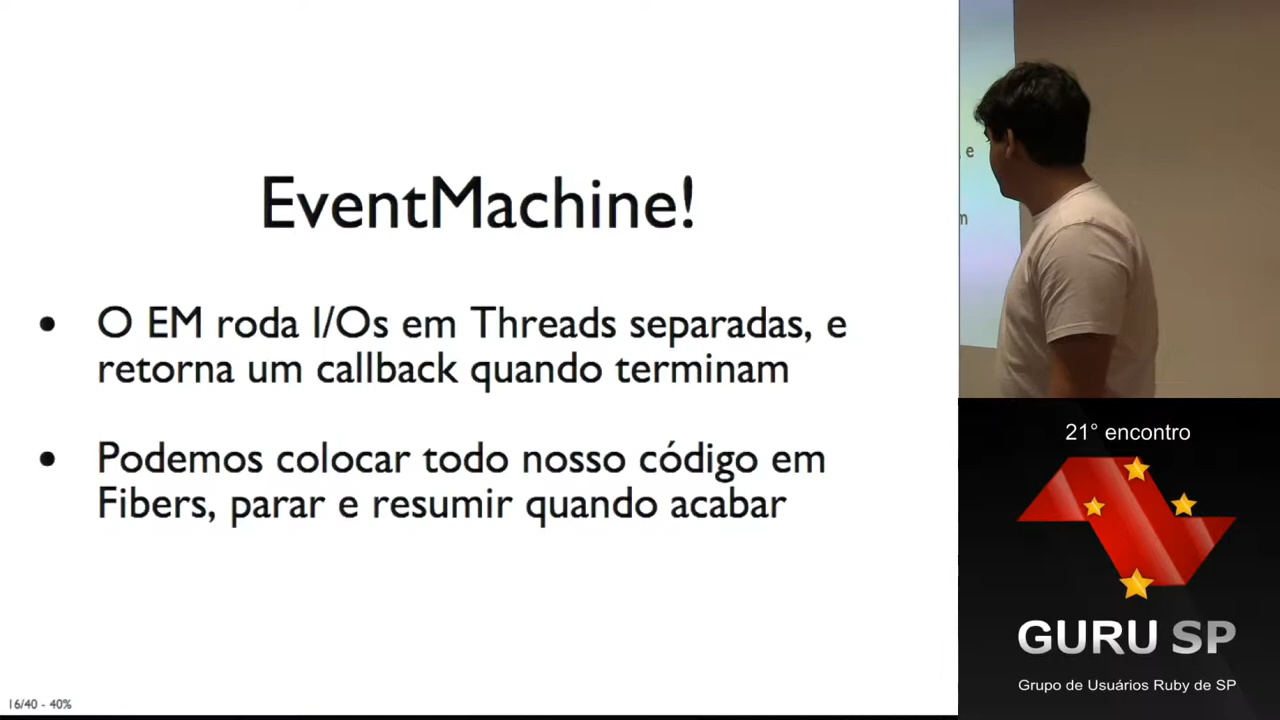 EventMachine!
• O EM roda I/Os em Threads separadas, e
retorna um callback quando terminam
• Podemos colocar todo nosso código em
Fibers, parar e resumir quando acabar
16/40 - 40%
, e
m
21° encontro
GURU SP
Grupo de Usuários Ruby de SP